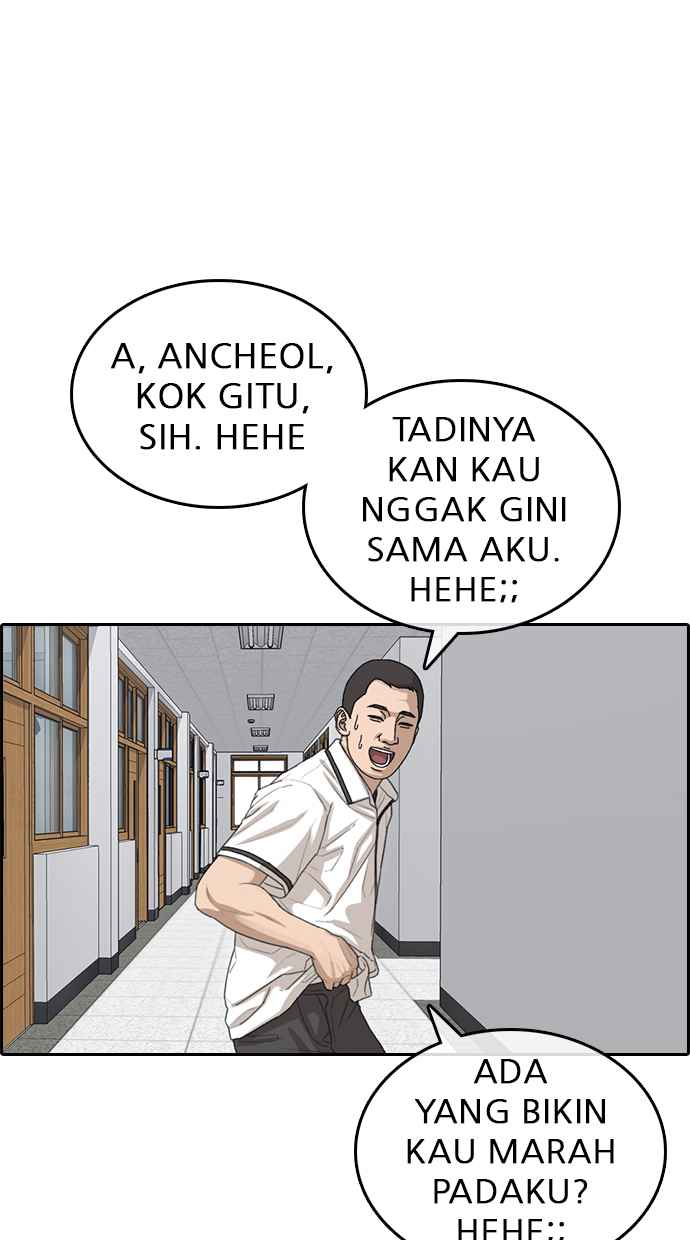 A, ANCHEOL,
KOK GITU,
SIH. HEHE
TADINYA
KAN KAU
NGGAK GINI
SAMA AKU.
HEHE;;
ADA
YANG BIKIN
KAU MARAH
PADAKU?
HEHE;;